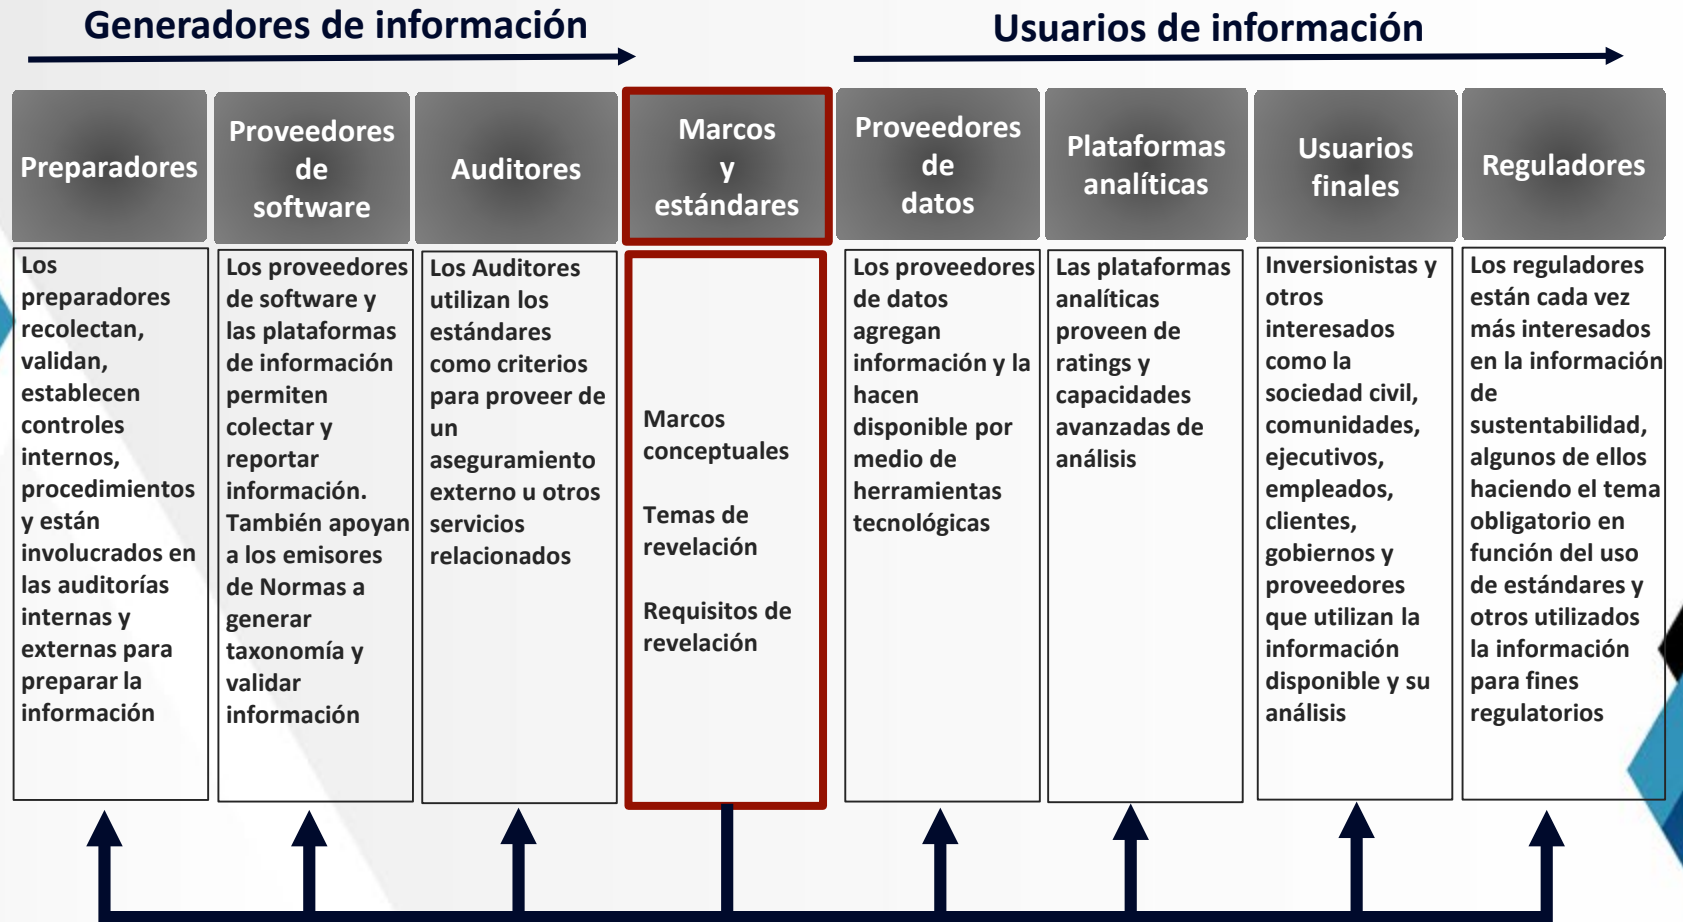 Generadores de información
Usuarios de información
Preparadores
Proveedores
de
software
Auditores
Marcos
y
estándares
Proveedores
de
datos
Plataformas
analíticas
Usuarios
finales
Reguladores
Los
preparadores
recolectan,
validan,
establecen
controles
internos,
procedimientos
y están
involucrados en
las auditorías
internas y
externas para
preparar la
información
Los proveedores
de software y
las plataformas
de información
permiten
colectar y
reportar
información.
También apoyan
a los emisores
de Normas a
generar
taxonomía y
validar
información
Los Auditores
utilizan los
estándares
como criterios
para proveer de
un
aseguramiento
externo u otros
servicios
relacionados
Marcos
conceptuales
Temas de
revelación
Requisitos de
revelación
Los proveedores
de datos
agregan
información y la
hacen
disponible por
medio de
herramientas
tecnológicas
Las plataformas
analíticas
proveen de
ratings y
capacidades
avanzadas de
análisis
Inversionistas y
otros
interesados
como la
sociedad civil,
comunidades,
ejecutivos,
empleados,
clientes,
gobiernos y
proveedores
que utilizan la
información
disponible y su
análisis
Los reguladores
están cada vez
más interesados
en la información
de
sustentabilidad,
algunos de ellos
haciendo el tema
obligatorio en
función del uso
de estándares y
otros utilizados
la información
para fines
regulatorios